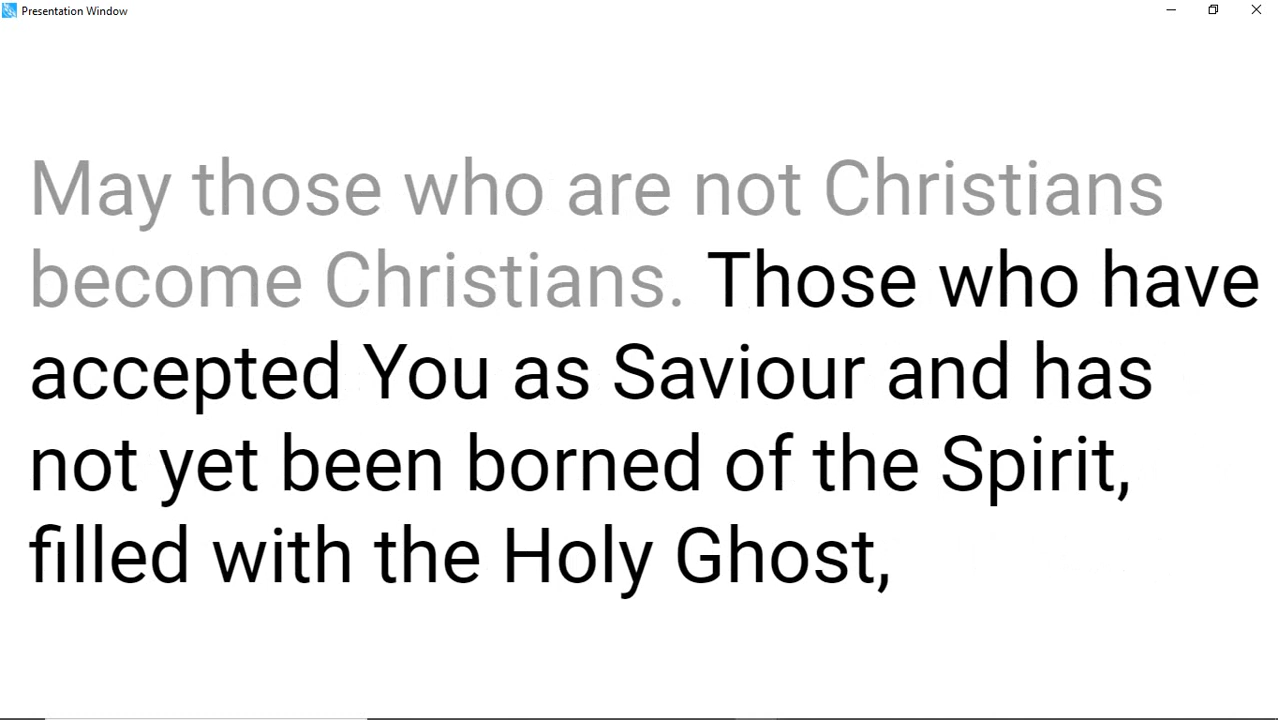 Presentation Window
May those who are not Christians
become Christians. Those who have
accepted You as Saviour and has
not yet been borned of the Spirit,
filled with the Holy Ghost,